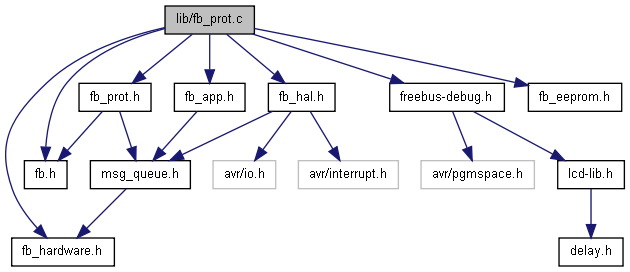 lib/fb_prot.c
fb_prot.h
fb_app.h
fb_hal.h
freebus-debug.h
fb_eeprom.h
fb.h
msg_queue.h
avr/io.h
avr/interrupt.h
avr/pgmspace.h
lcd-lib.h
fb_hardware.h
delay.h